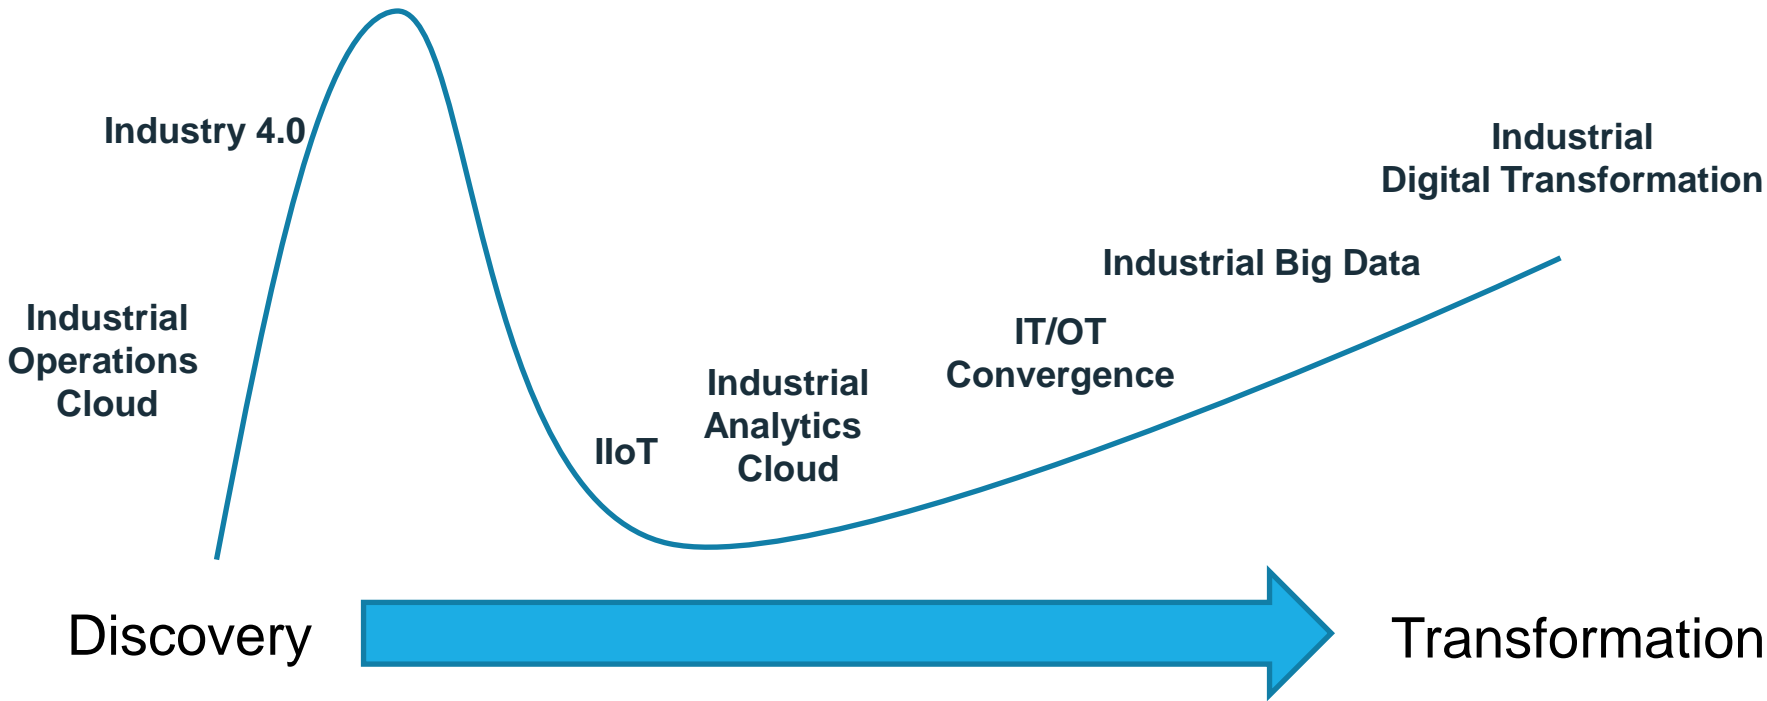 Industry 4.0
Industrial
Operations
Cloud
IIoT
Industrial
Analytics
Cloud
IT/OT
Convergence
Industrial Big Data
Industrial
Digital Transformation
Discovery
Transformation